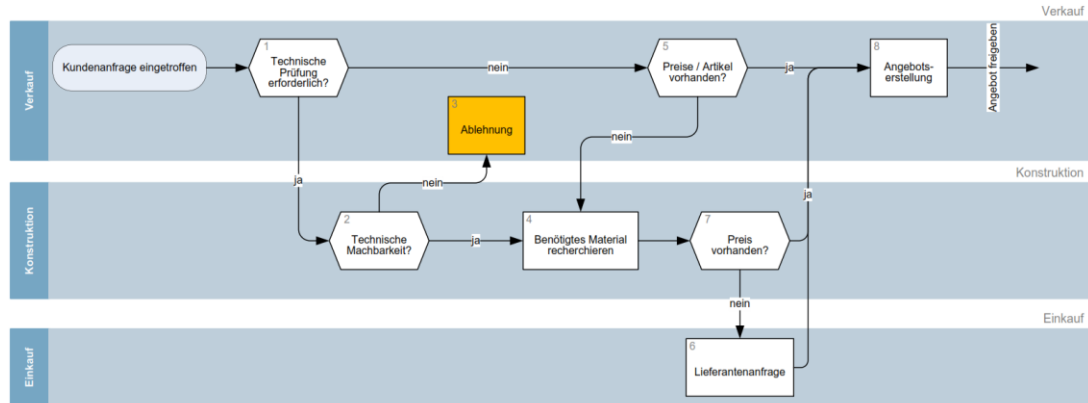 Verkauf
Verkauf
Kundenanfrage eingetroffen
1
Technische
Prüfung
erforderlich?
nein
5
Preise / Artikel
vorhanden?
ja
8
Angebots-
erstellung
Angebot freigeben
3
Ablehnung
nein
ja
nein
ja
Konstruktion
Konstruktion
2
Technische
Machbarkeit?
ja
4
Benötigtes Material
recherchieren
7
Preis
vorhanden?
nein
Einkauf
Einkauf
6
Lieferantenanfrage